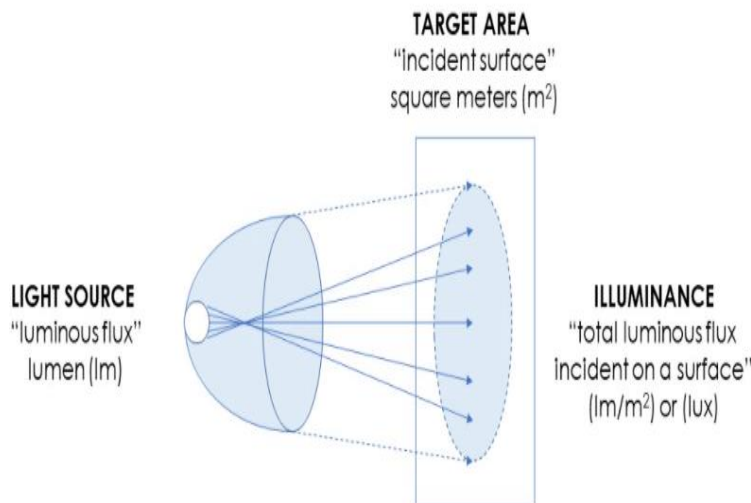 TARGET AREA
“incident surface”
square meters (m²)
LIGHT SOURCE
“luminous flux”
lumen (lm)
ILLUMINANCE
“total luminous flux
incident on a surface”
(lm/m²) or (lux)